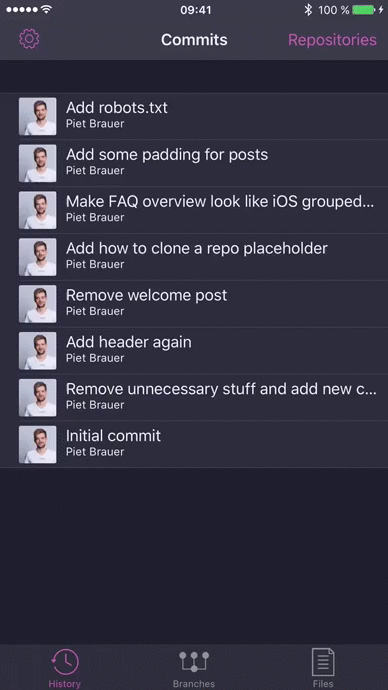 09:41
100 %
Commits
Repositories
Add robots.txt
Piet Brauer
Add some padding for posts
Piet Brauer
Make FAQ overview look like iOS grouped...
Piet Brauer
Add how to clone a repo placeholder
Piet Brauer
Remove welcome post
Piet Brauer
Add header again
Piet Brauer
Remove unnecessary stuff and add new c...
Piet Brauer
Initial commit
Piet Brauer
History
Branches
Files